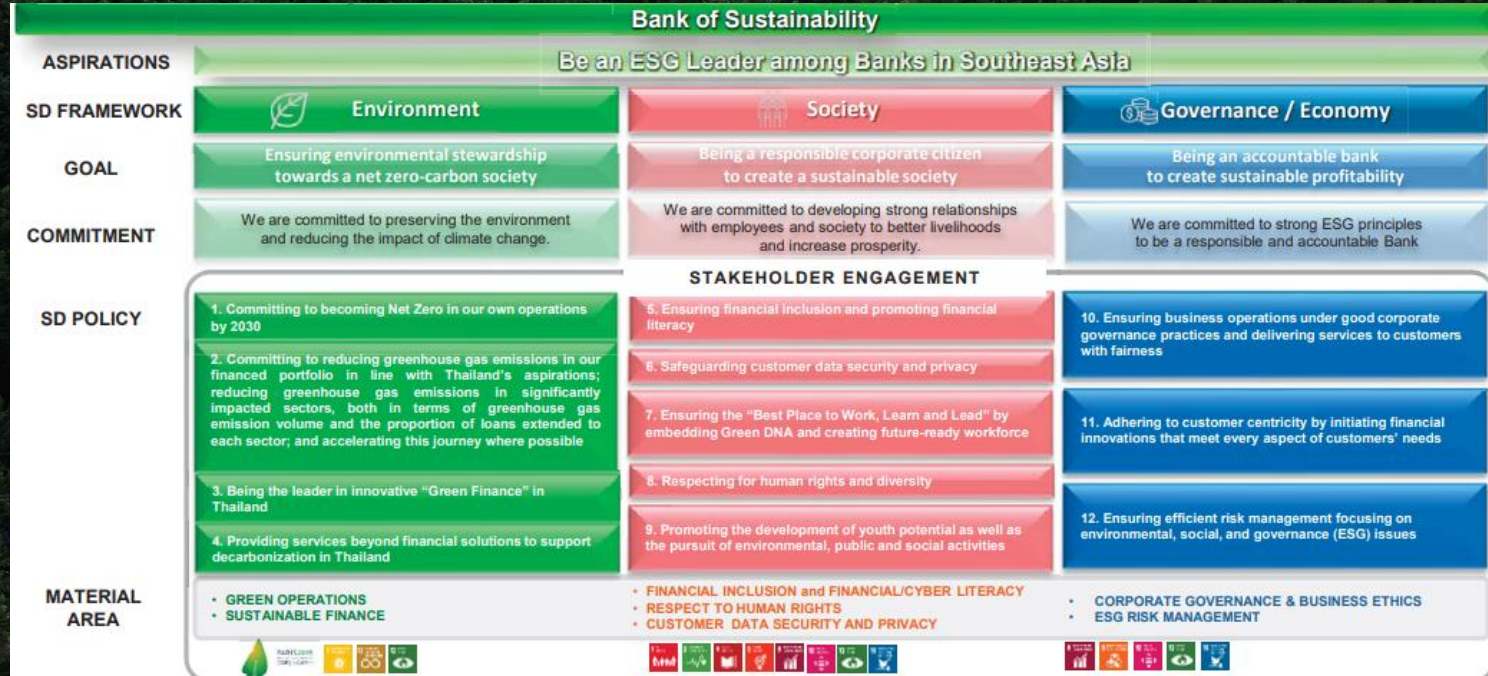 Bank of Sustainability
ASPIRATIONS
Be an ESG Leader among Banks in Southeast Asia
SD FRAMEWORK
Environment
Society
Governance / Economy
GOAL
Ensuring environmental stewardship
towards a net zero-carbon society
Being a responsible corporate citizen
to create a sustainable society
Being an accountable bank
to create sustainable profitability
COMMITMENT
We are committed to preserving the environment
and reducing the impact of climate change.
We are committed to developing strong relationships
with employees and society to better livelihoods
and increase prosperity.
We are committed to strong ESG principles
to be a responsible and accountable Bank
STAKEHOLDER ENGAGEMENT
SD POLICY
1. Committing to becoming Net Zero in our own operations
by 2030
2. Committing to reducing greenhouse gas emissions in our
financed portfolio in line with Thailand's aspirations;
reducing greenhouse gas emissions in significantly
impacted sectors, both in terms of greenhouse gas
emission volume and the proportion of loans extended to
each sector; and accelerating this journey where possible
3. Being the leader in innovative “Green Finance” in
Thailand
4. Providing services beyond financial solutions to support
decarbonization in Thailand
5. Ensuring financial inclusion and promoting financial
literacy
6. Safeguarding customer data security and privacy
7. Ensuring the “Best Place to Work, Learn and Lead” by
embedding Green DNA and creating future-ready workforce
8. Respecting for human rights and diversity
9. Promoting the development of youth potential as well as
the pursuit of environmental, public and social activities
10. Ensuring business operations under good corporate
governance practices and delivering services to customers
with fairness
11. Adhering to customer centricity by initiating financial
innovations that meet every aspect of customers' needs
12. Ensuring efficient risk management focusing on
environmental, social, and governance (ESG) issues
MATERIAL
AREA
• GREEN OPERATIONS
• SUSTAINABLE FINANCE
• FINANCIAL INCLUSION and FINANCIAL/CYBER LITERACY
• RESPECT TO HUMAN RIGHTS
• CUSTOMER DATA SECURITY AND PRIVACY
• CORPORATE GOVERNANCE & BUSINESS ETHICS
• ESG RISK MANAGEMENT